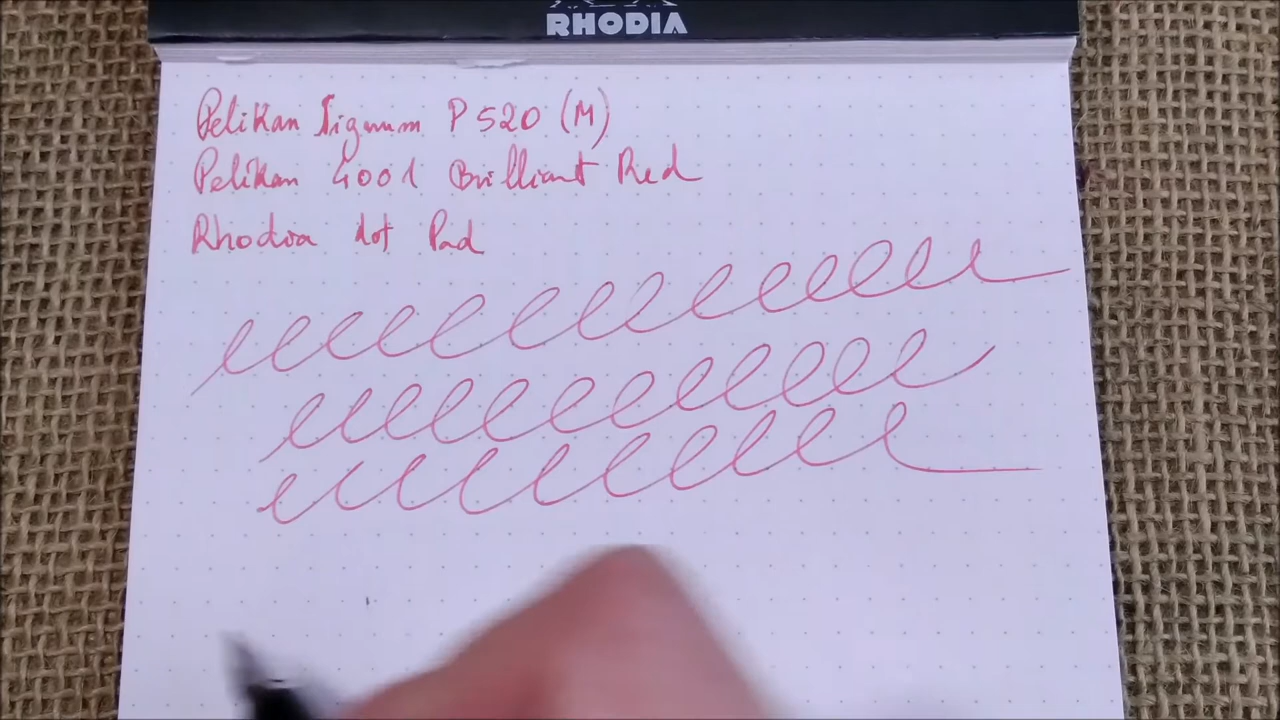 RHODIA
Pelikan Signum P520 (M)
Pelikan 4001 Brilliant Red
Rhodia dot Pad